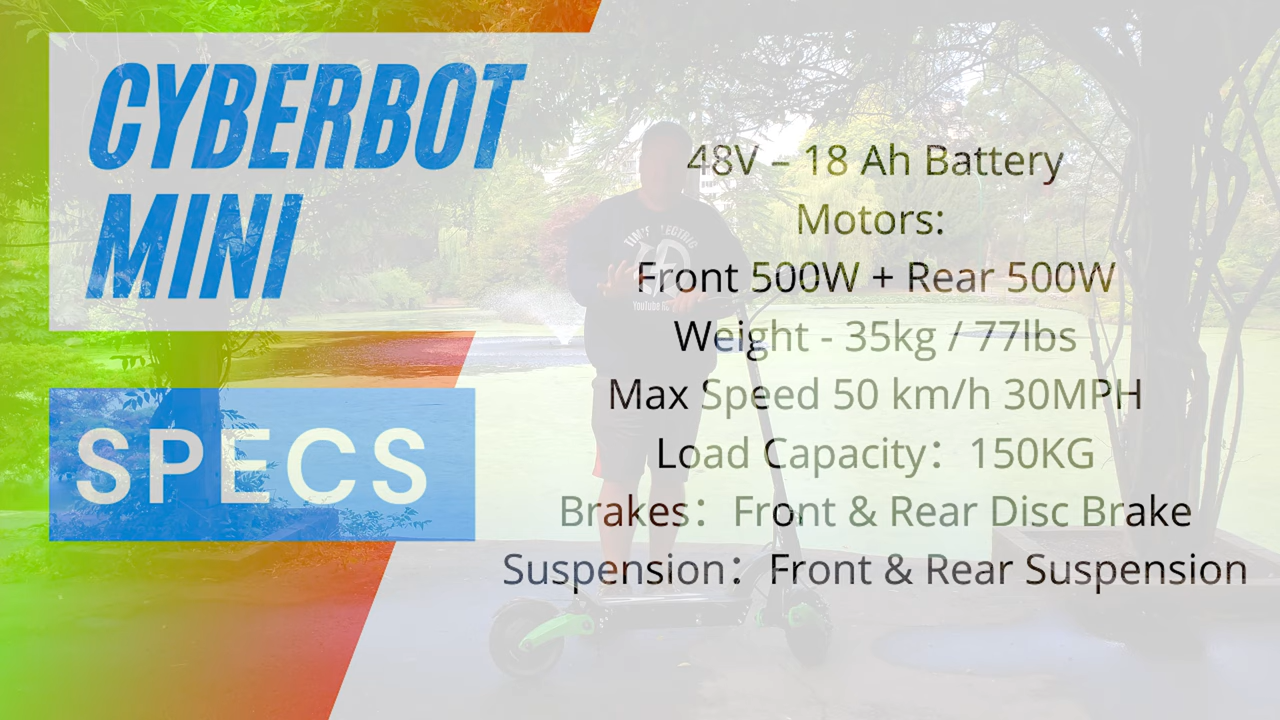 CYBERBOT
MINI
SPECS
48V – 18 Ah Battery
Motors:
Front 500W + Rear 500W
Weight - 35kg / 77lbs
Max Speed 50 km/h 30MPH
Load Capacity：150KG
Brakes：Front & Rear Disc Brake
Suspension：Front & Rear Suspension